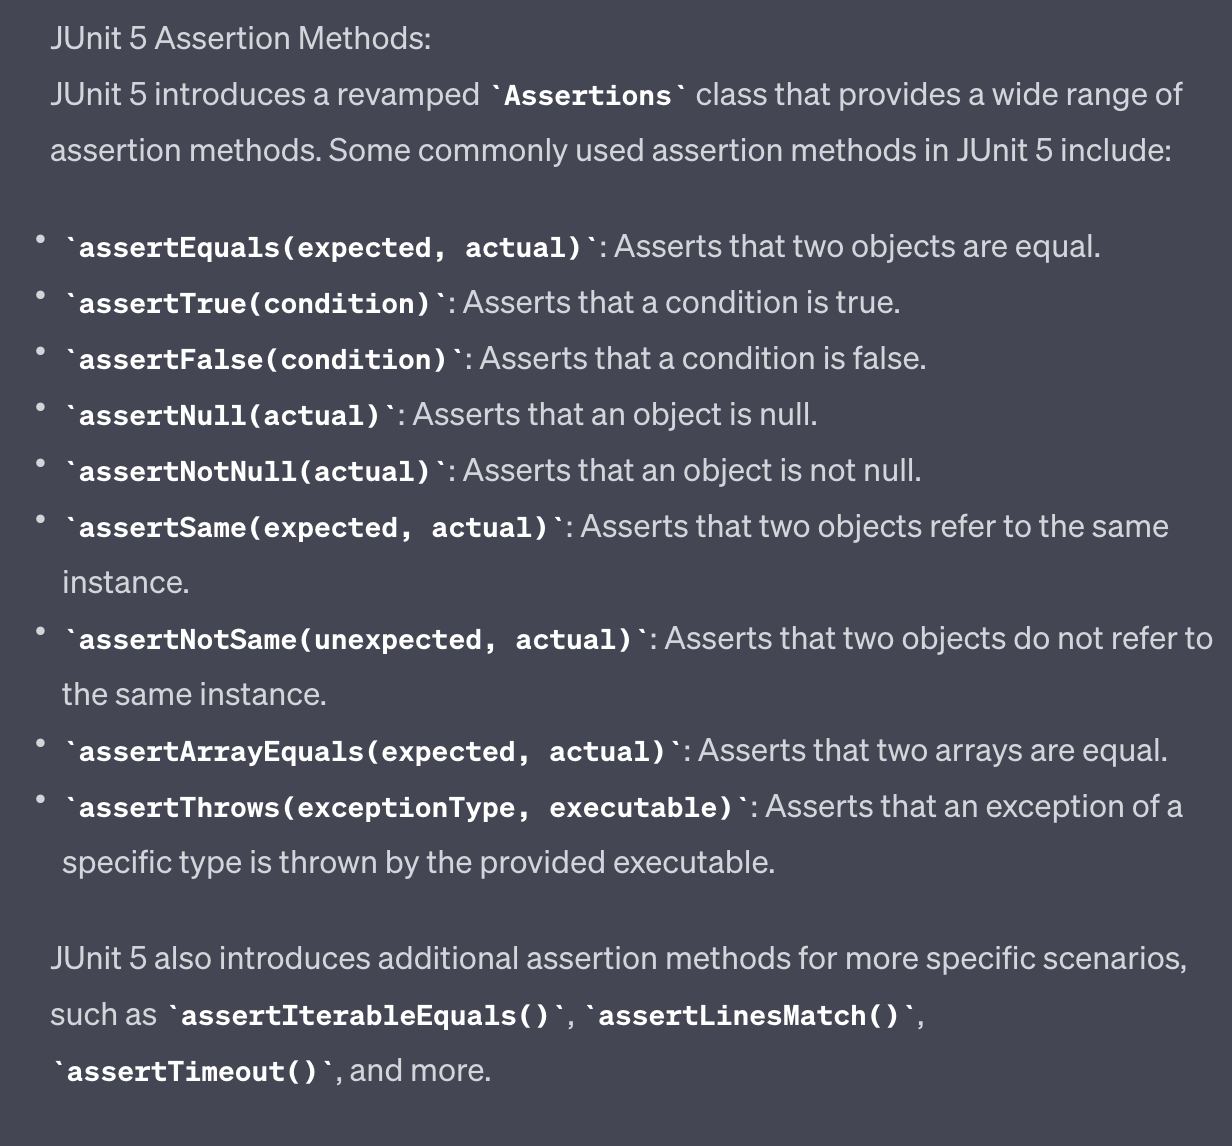 JUnit 5 Assertion Methods:
JUnit 5 introduces a revamped `Assertions` class that provides a wide range of
assertion methods. Some commonly used assertion methods in JUnit 5 include:
• `assertEquals(expected, actual)`: Asserts that two objects are equal.
• `assertTrue(condition)`: Asserts that a condition is true.
• `assertFalse(condition)`: Asserts that a condition is false.
• `assertNull(actual)`: Asserts that an object is null.
• `assertNotNull(actual)`: Asserts that an object is not null.
• `assertSame(expected, actual)`: Asserts that two objects refer to the same
instance.
• `assertNotSame(unexpected, actual)`: Asserts that two objects do not refer to
the same instance.
• `assertArrayEquals(expected, actual)`: Asserts that two arrays are equal.
• `assertThrows(exceptionType, executable)`: Asserts that an exception of a
specific type is thrown by the provided executable.
JUnit 5 also introduces additional assertion methods for more specific scenarios,
such as `assertIterableEquals()`, `assertLinesMatch()`,
`assertTimeout()`, and more.